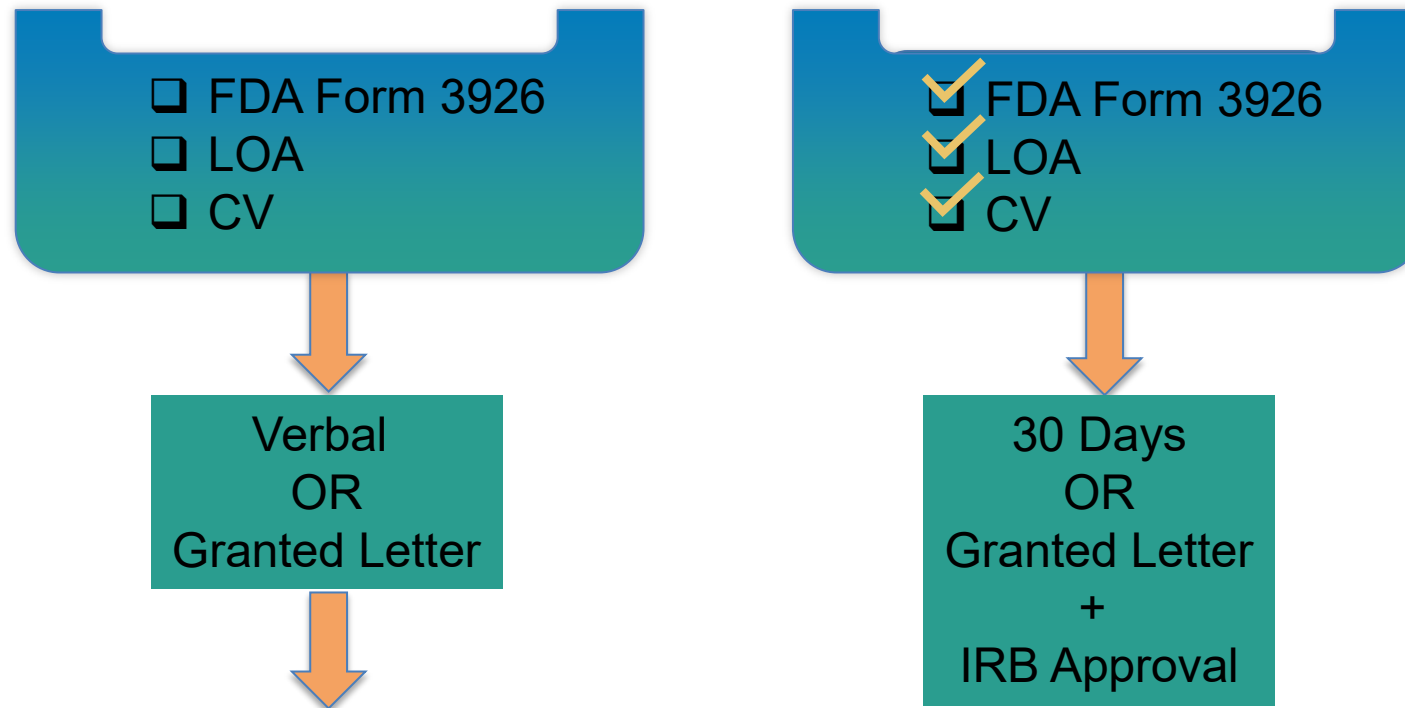 FDA Form 3926
LOA
CV
Verbal
OR
Granted Letter
FDA Form 3926
LOA
CV
30 Days
OR
Granted Letter
+
IRB Approval